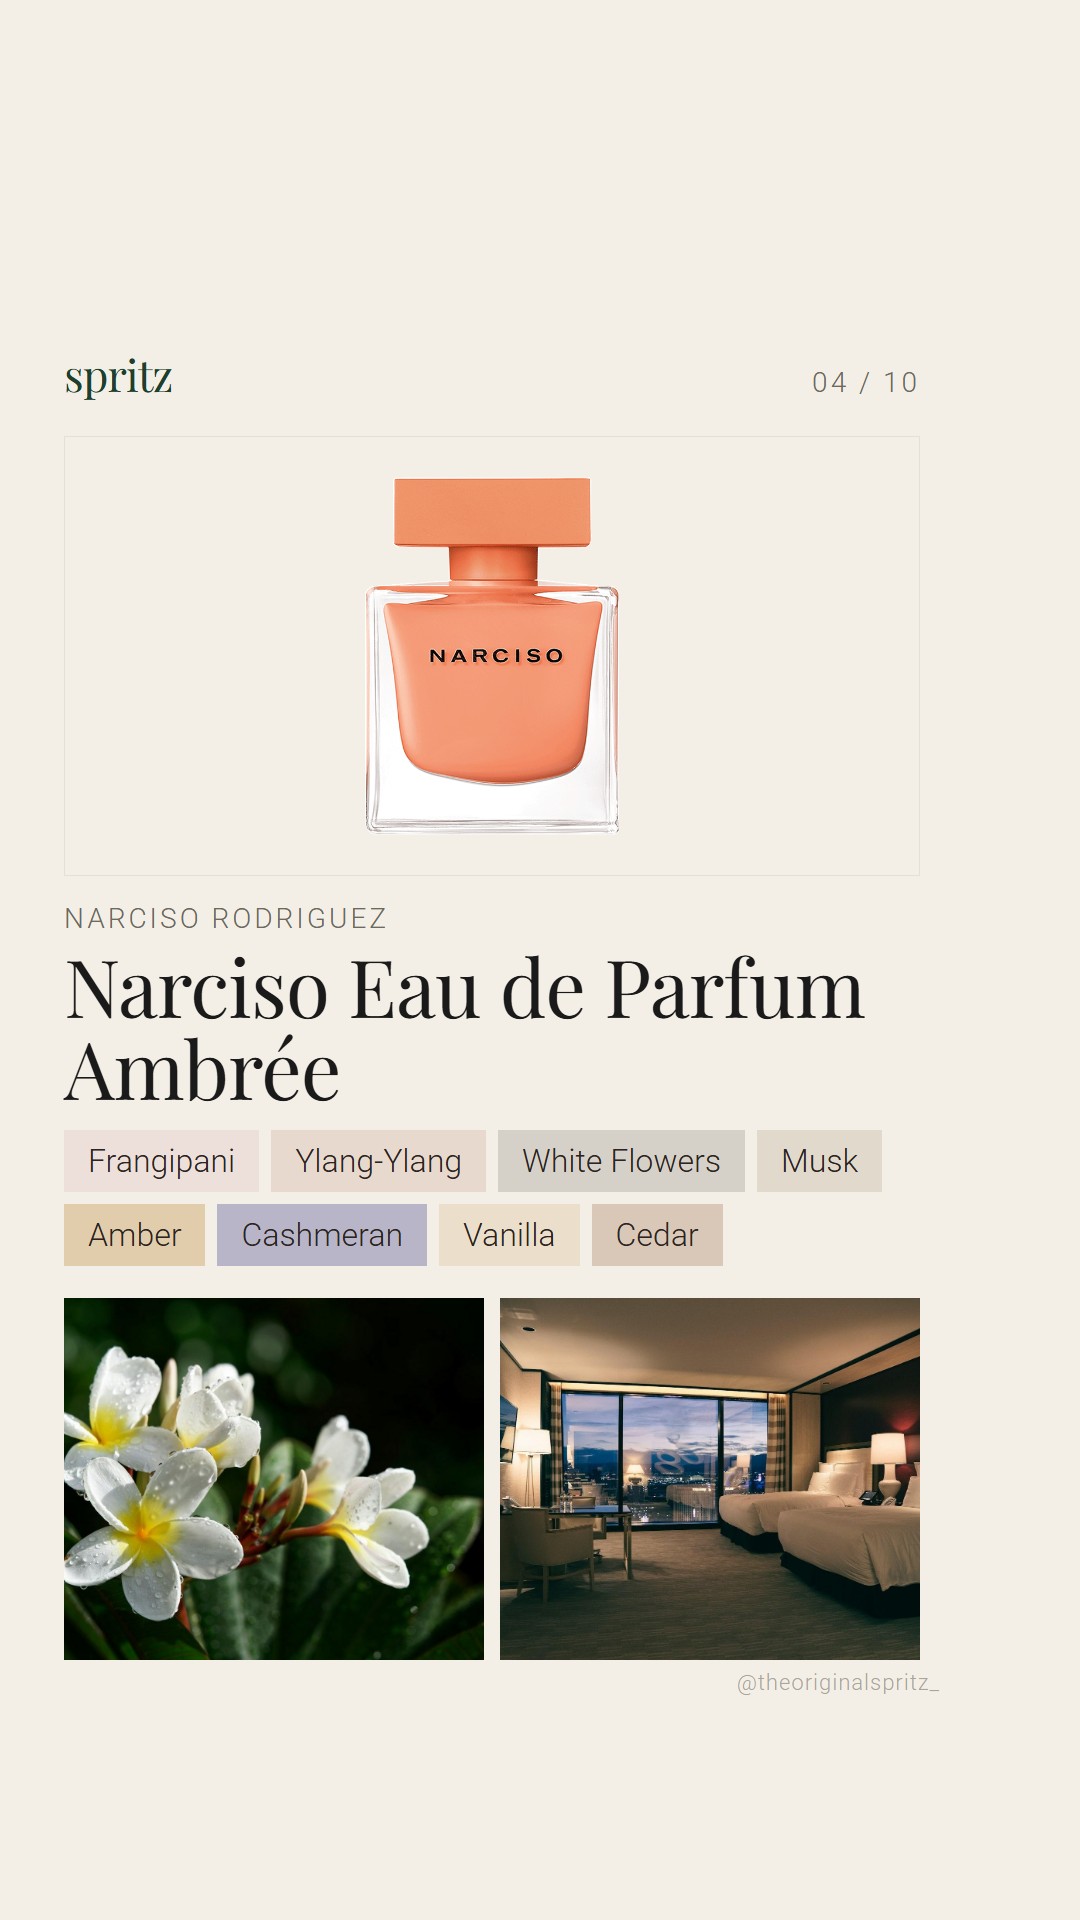 spritz
04 / 10
NARCISO
NARCISO RODRIGUEZ
Narciso Eau de Parfum
Ambrée
Frangipani Ylang-Ylang White Flowers Musk
Amber Cashmeran Vanilla Cedar
@theoriginalspritz_